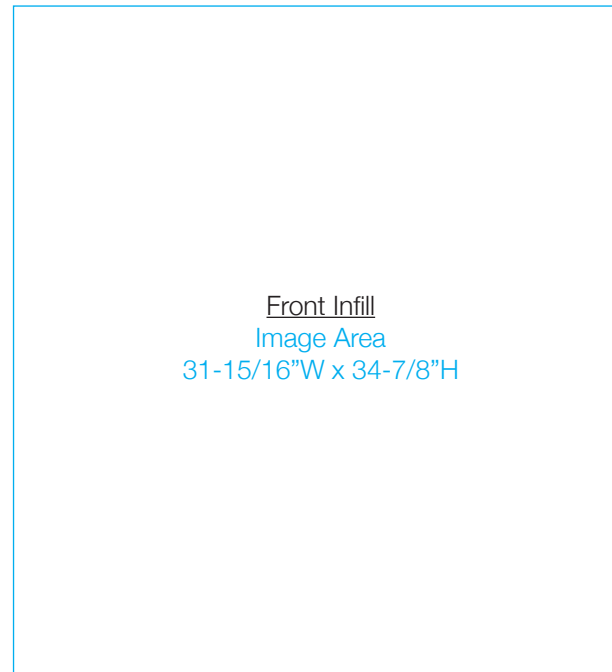 Front Infill
Image Area
31-15/16”W x 34-7/8”H